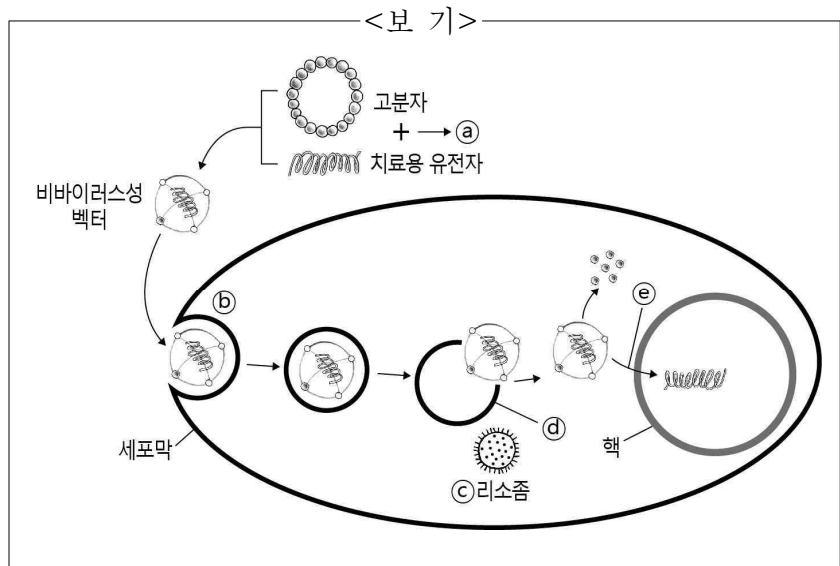 <보 기>
고분자
+ → ⓐ
치료용 유전자
비바이러스성
벡터
ⓑ
ⓔ
ⓓ
세포막
핵
ⓒ리소좀